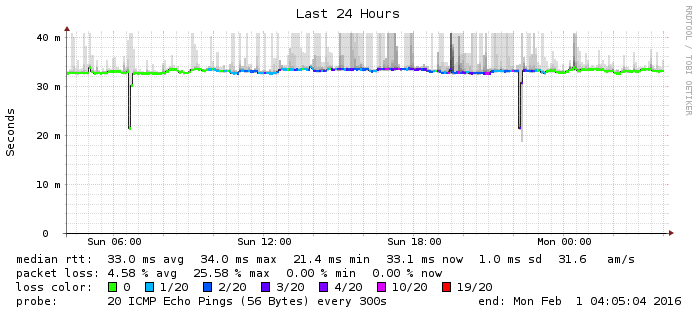 Last 24 Hours
RRDTOOL / TOBI OETIKER
Seconds
40 m
30 m
20 m
10 m
0
Sun 06:00 Sun 12:00 Sun 18:00 Mon 00:00
median rtt: 33.0 ms avg 34.0 ms max 21.4 ms min 33.1 ms now 1.0 ms sd 31.6 am/s
packet loss: 4.58 % avg 25.58 % max 0.00 % min 0.00 % now
loss color: 0 1/20 2/20 3/20 4/20 10/20 19/20
probe: 20 ICMP Echo Pings (56 Bytes) every 300s end: Mon Feb 1 04:05:04 2016